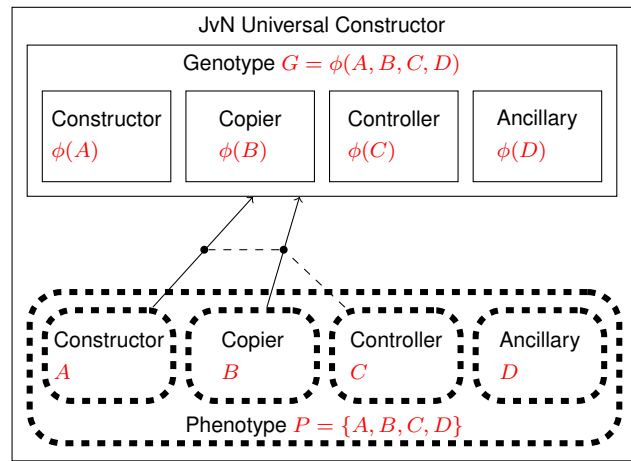 JvN Universal Constructor
Genotype G = ϕ(A, B, C, D)
Constructor Copier Controller Ancillary
ϕ(A) ϕ(B) ϕ(C) ϕ(D)
Constructor Copier Controller Ancillary
A B C D
Phenotype P = {A, B, C, D}